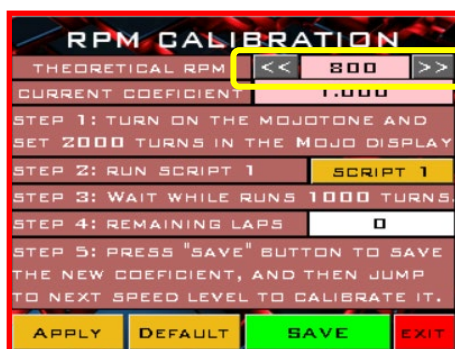 RPM CALIBRATION
THEORETICAL RPM << 800 >>
CURRENT COEFICIENT 1.000
STEP 1: TURN ON THE MOJOTONE AND
SET 2000 TURNS IN THE MOJO DISPLAY
STEP 2: RUN SCRIPT 1 SCRIPT 1
STEP 3: WAIT WHILE RUNS 1000 TURNS.
STEP 4: REMAINING LAPS 0
STEP 5: PRESS "SAVE" BUTTON TO SAVE
THE NEW COEFICIENT, AND THEN JUMP
TO NEXT SPEED LEVEL TO CALIBRATE IT.
APPLY DEFAULT SAVE EXIT